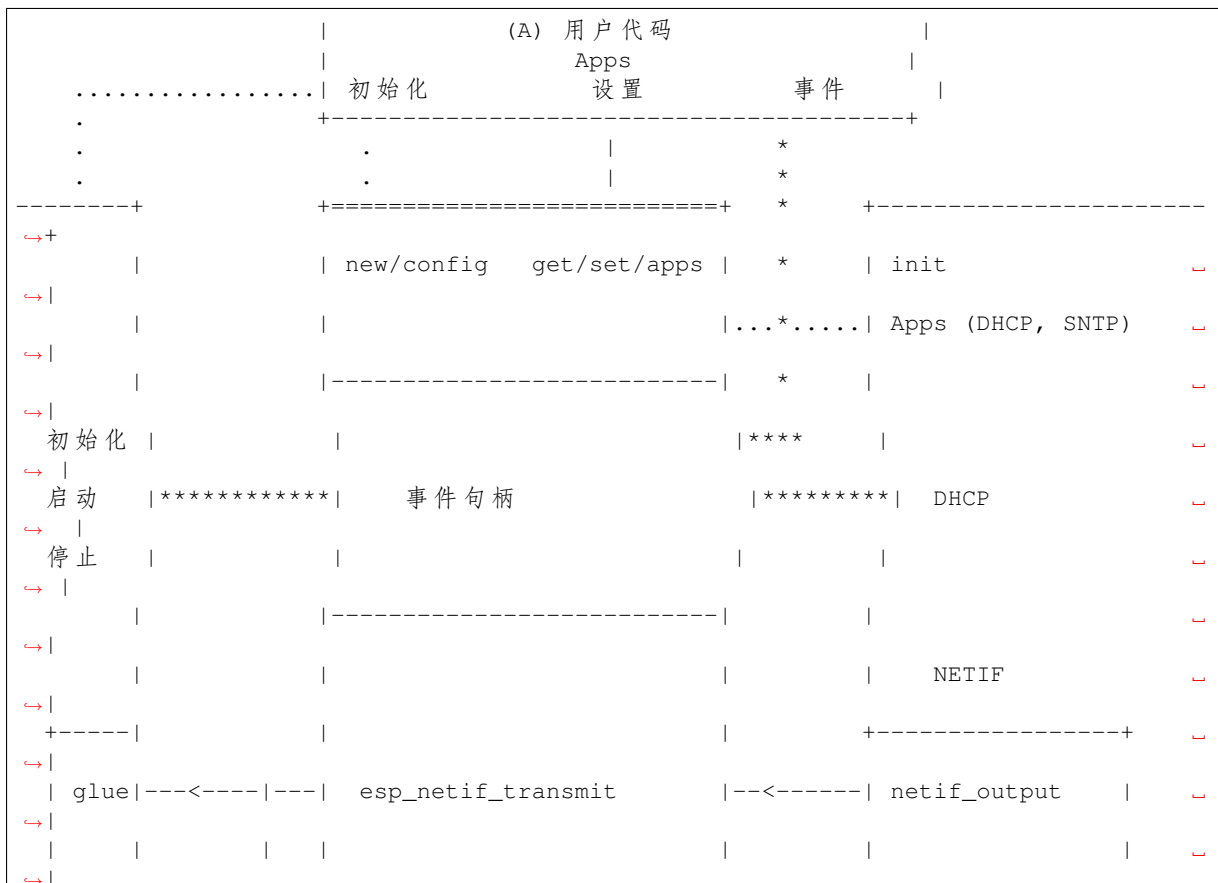 |            (A) 用户代码                 |
|                 Apps                   |
.................| 初始化            设置            事件      |
.                +----------------------------------------+
.                   .                |           *
.                   .                |           *
--------+             +===========================+   *     +-----------------------
↪+
        |             | new/config   get/set/apps |   *     | init                 ␣
↪|
        |             |                           |...*.....| Apps (DHCP, SNTP)    ␣
↪|
        |             |---------------------------|   *     |                      ␣
↪|
初始化 |             |                           |****     |                      ␣
↪ |
启动   |************|     事件句柄                |*********|  DHCP                ␣
↪  |
停止   |             |                           |         |                      ␣
↪ |
        |             |---------------------------|         |                      ␣
↪|
        |             |                           |         |    NETIF             ␣
↪|
+-----|             |                           |         +-----------------+    ␣
↪|
| glue|---<----|---|  esp_netif_transmit       |--<------| netif_output    |    ␣
↪|
|     |        |   |                           |         |                 |    ␣
↪|